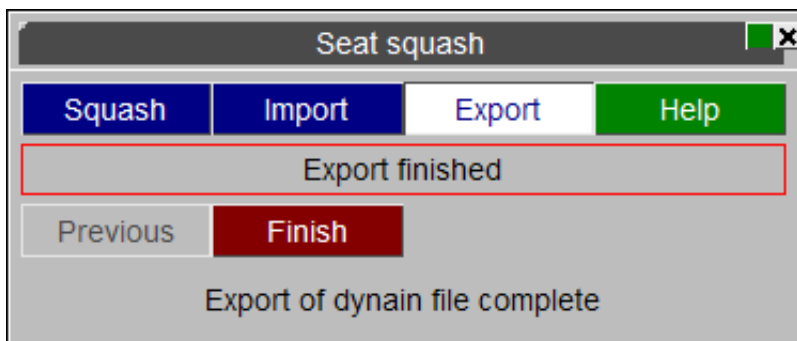 Seat squash
Squash Import Export Help
Export finished
Previous Finish
Export of dynain file complete